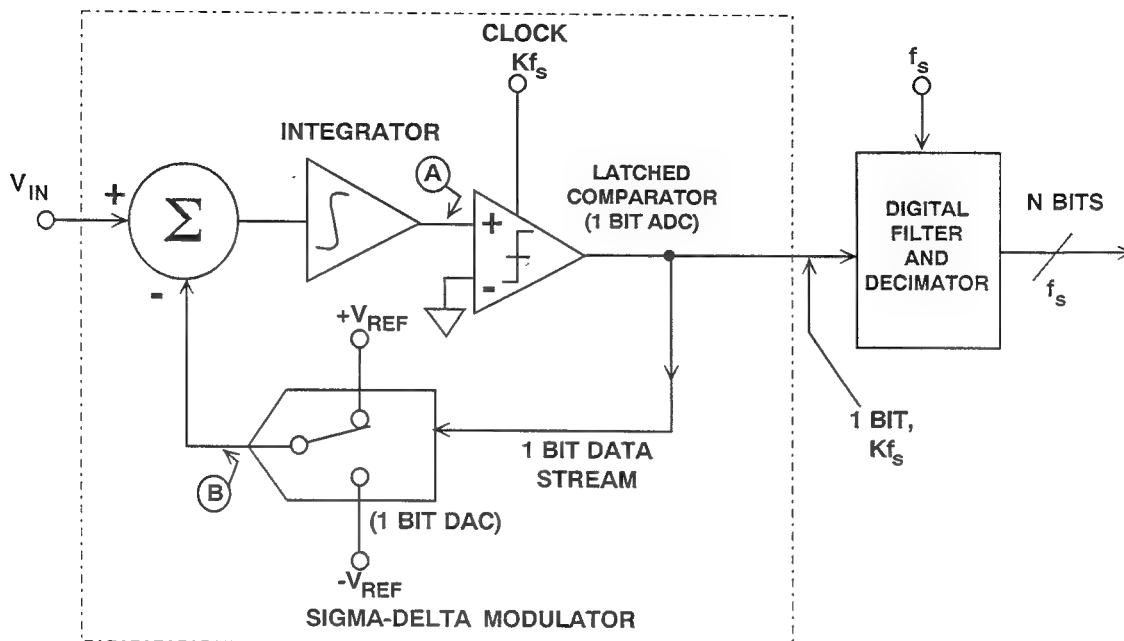 CLOCK
Kfs
fs
INTEGRATOR
A
VIN
+
Σ
-
∫
+
-
LATCHED
COMPARATOR
(1 BIT ADC)
DIGITAL
FILTER
AND
DECIMATOR
N BITS
fs
+VREF
1 BIT DATA
STREAM
1 BIT,
Kfs
B
(1 BIT DAC)
-VREF
SIGMA-DELTA MODULATOR